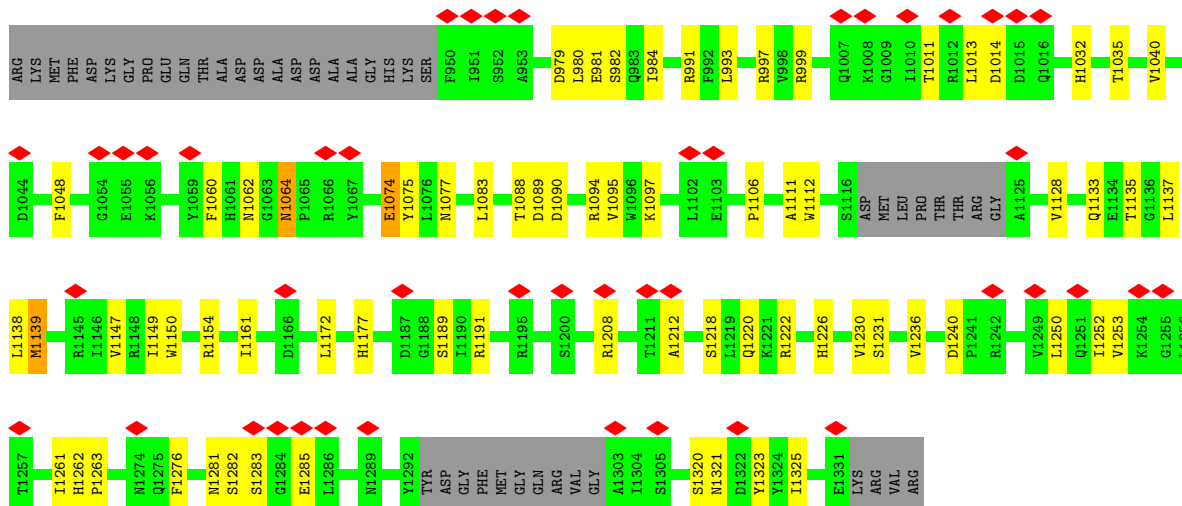 ARG LYS MET PHE ASP LYS GLY PRO GLU GLN THR ALA ASP ASP ALA ASP ASP ALA ALA GLY HIS LYS SER F950 I951 S952 A953 D979 L980 E981 S982 Q983 I984 R991 F992 L993 R997 V998 R999 Q1007 K1008 G1009 I1010 T1011 R1012 L1013 D1014 D1015 Q1016 H1032 T1035 V1040
D1044 F1048 G1054 E1055 K1056 Y1059 F1060 H1061 N1062 G1063 N1064 P1065 R1066 Y1067 E1074 Y1075 L1076 N1077 L1083 T1088 D1089 D1090 R1094 V1095 W1096 K1097 L1102 E1103 P1106 A1111 W1112 S1116 ASP MET LEU PRO THR THR ARG GLY A1125 V1128 Q1133 E1134 T1135 G1136 L1137
L1138 M1139 R1145 I1146 V1147 R1148 I1149 W1150 R1154 I1161 D1166 L1172 H1177 D1187 G1188 S1189 I1190 R1191 R1195 S1200 R1208 T1211 A1212 S1218 L1219 Q1220 K1221 R1222 H1226 V1230 S1231 V1236 D1240 P1241 R1242 V1249 L1250 Q1251 I1252 V1253 K1254 G1255
T1257 I1261 H1262 P1263 N1274 Q1275 F1276 N1281 S1282 S1283 G1284 E1285 L1286 N1289 Y1292 TYR ASP GLY PHE MET GLY GLN ARG VAL GLY A1303 I1304 S1305 S1320 N1321 D1322 Y1323 Y1324 I1325 E1331 LYS ARG VAL ARG